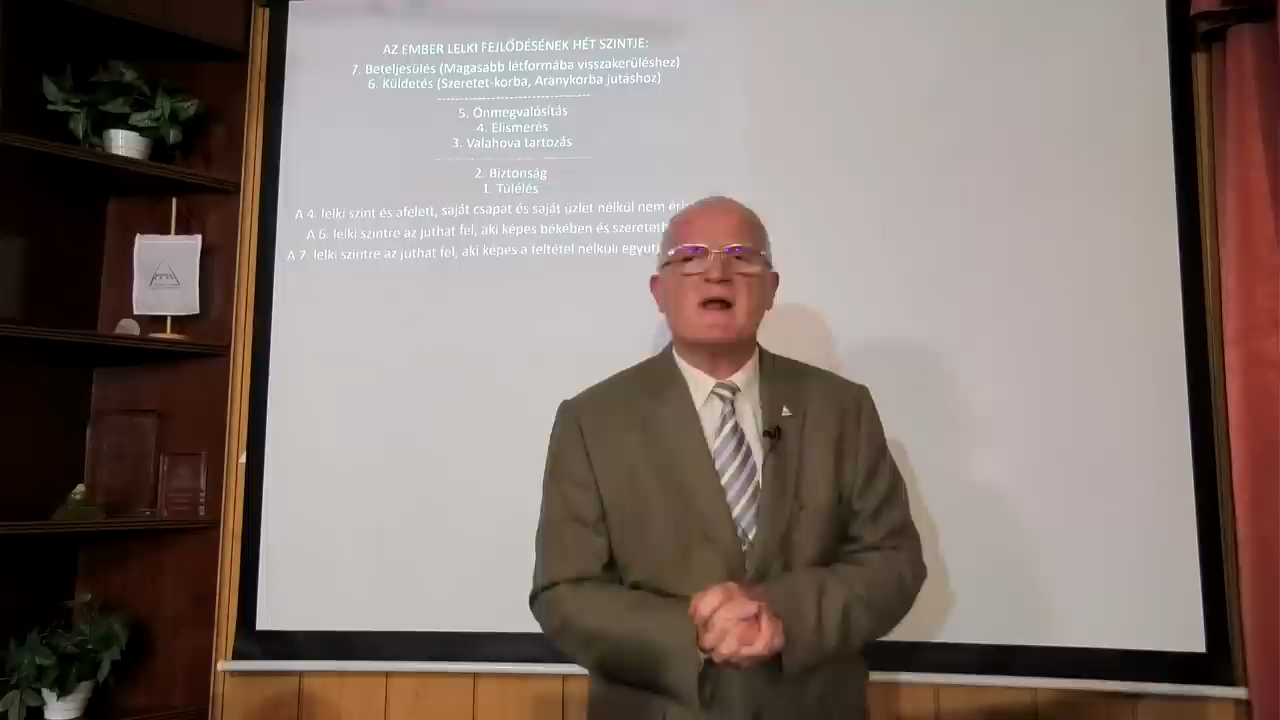 AZ EMBER LELKI FEJLŐDÉSÉNEK HÉT SZINTJE:
7. Beteljesülés (Magasabb létformába visszakerüléshez)
6. Küldetés (Szeretet-korba, Aranykorba jutáshoz)
5. Önmegvalósítás
4. Elismerés
3. Valahova tartozás
2. Biztonság
1. Túlélés
A 4. lelki szint és afelett, saját csapat és saját üzlet nélkül nem
A 6. lelki szintre az juthat fel, aki képes békében és
A 7. lelki szintre az juthat fel, aki képes a feltétel nélküli